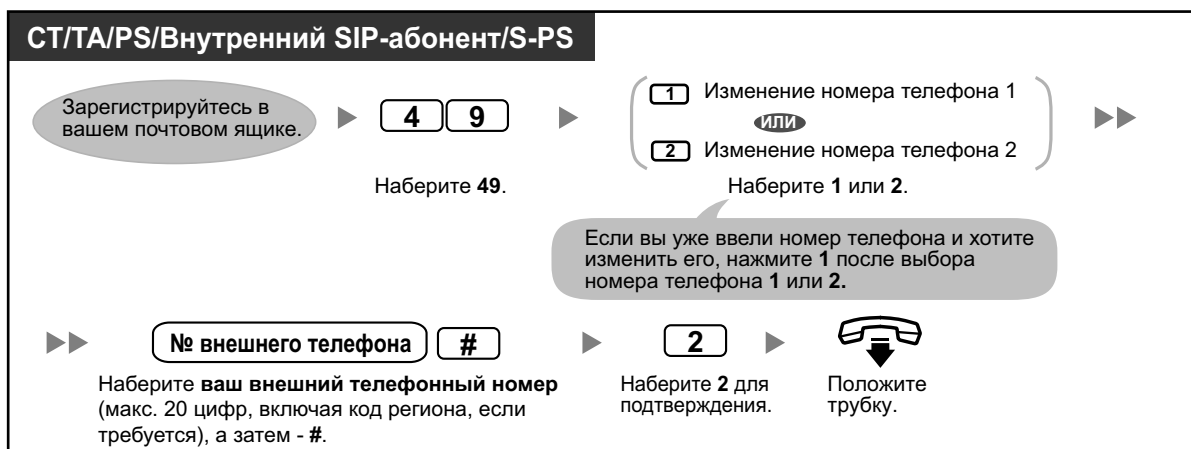 СТ/ТА/PS/Внутренний SIP-абонент/S-PS
Зарегистрируйтесь в
вашем почтовом ящике.
4 9
Наберите 49.
1 Изменение номера телефона 1
ИЛИ
2 Изменение номера телефона 2
Наберите 1 или 2.
Если вы уже ввели номер телефона и хотите
изменить его, нажмите 1 после выбора
номера телефона 1 или 2.
№ внешнего телефона #
Наберите ваш внешний телефонный номер
(макс. 20 цифр, включая код региона, если
требуется), а затем - #.
2
Наберите 2 для
подтверждения.
Положите
трубку.